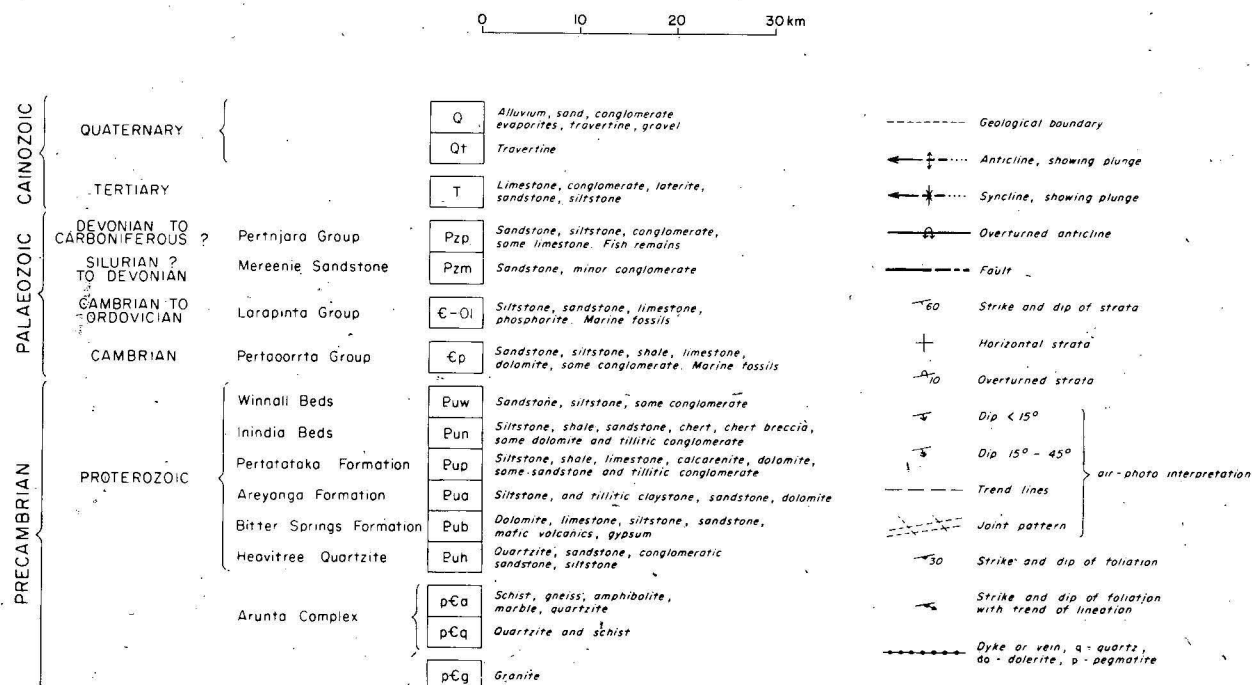 0 10 20 30 km
CAINOZOIC
QUATERNARY
Q
Alluvium, sand, conglomerate
evaporites, travertine, gravel
Qt
Travertine
TERTIARY
T
Limestone, conglomerate, laterite,
sandstone, siltstone
PALAEOZOIC
DEVONIAN TO
CARBONIFEROUS ?
Pertnjara Group
Pzp
Sandstone, siltstone, conglomerate,
some limestone. Fish remains
SILURIAN ?
TO DEVONIAN
Mereenie Sandstone
Pzm
Sandstone, minor conglomerate
CAMBRIAN TO
ORDOVICIAN
Larapinta Group
Є-Ol
Siltstone, sandstone, limestone,
phosphorite. Marine fossils
CAMBRIAN
Pertaoorrta Group
Єp
Sandstone, siltstone, shale, limestone,
dolomite, some conglomerate. Marine fossils
PRECAMBRIAN
PROTEROZOIC
Winnall Beds
Puw
Sandstone, siltstone, some conglomerate
Inindia Beds
Pun
Siltstone, shale, sandstone, chert, chert breccia,
some dolomite and tillitic conglomerate
Pertatataka Formation
Pup
Siltstone, shale, limestone, calcarenite, dolomite,
some sandstone and tillitic conglomerate
Areyonga Formation
Pua
Siltstone, and tillitic claystone, sandstone, dolomite
Bitter Springs Formation
Pub
Dolomite, limestone, siltstone, sandstone,
mafic volcanics, gypsum
Heavitree Quartzite
Puh
Quartzite, sandstone, conglomeratic
sandstone, siltstone
Arunta Complex
pЄa
Schist, gneiss, amphibolite,
marble, quartzite
pЄq
Quartzite and schist
pЄg
Granite
Geological boundary
Anticline, showing plunge
Syncline, showing plunge
Overturned anticline
Fault
60 Strike and dip of strata
Horizontal strata
10 Overturned strata
Dip < 15°
Dip 15° - 45°
Trend lines
Joint pattern
air-photo interpretation
30 Strike and dip of foliation
Strike and dip of foliation
with trend of lineation
Dyke or vein, q - quartz,
do - dolerite, p - pegmatite